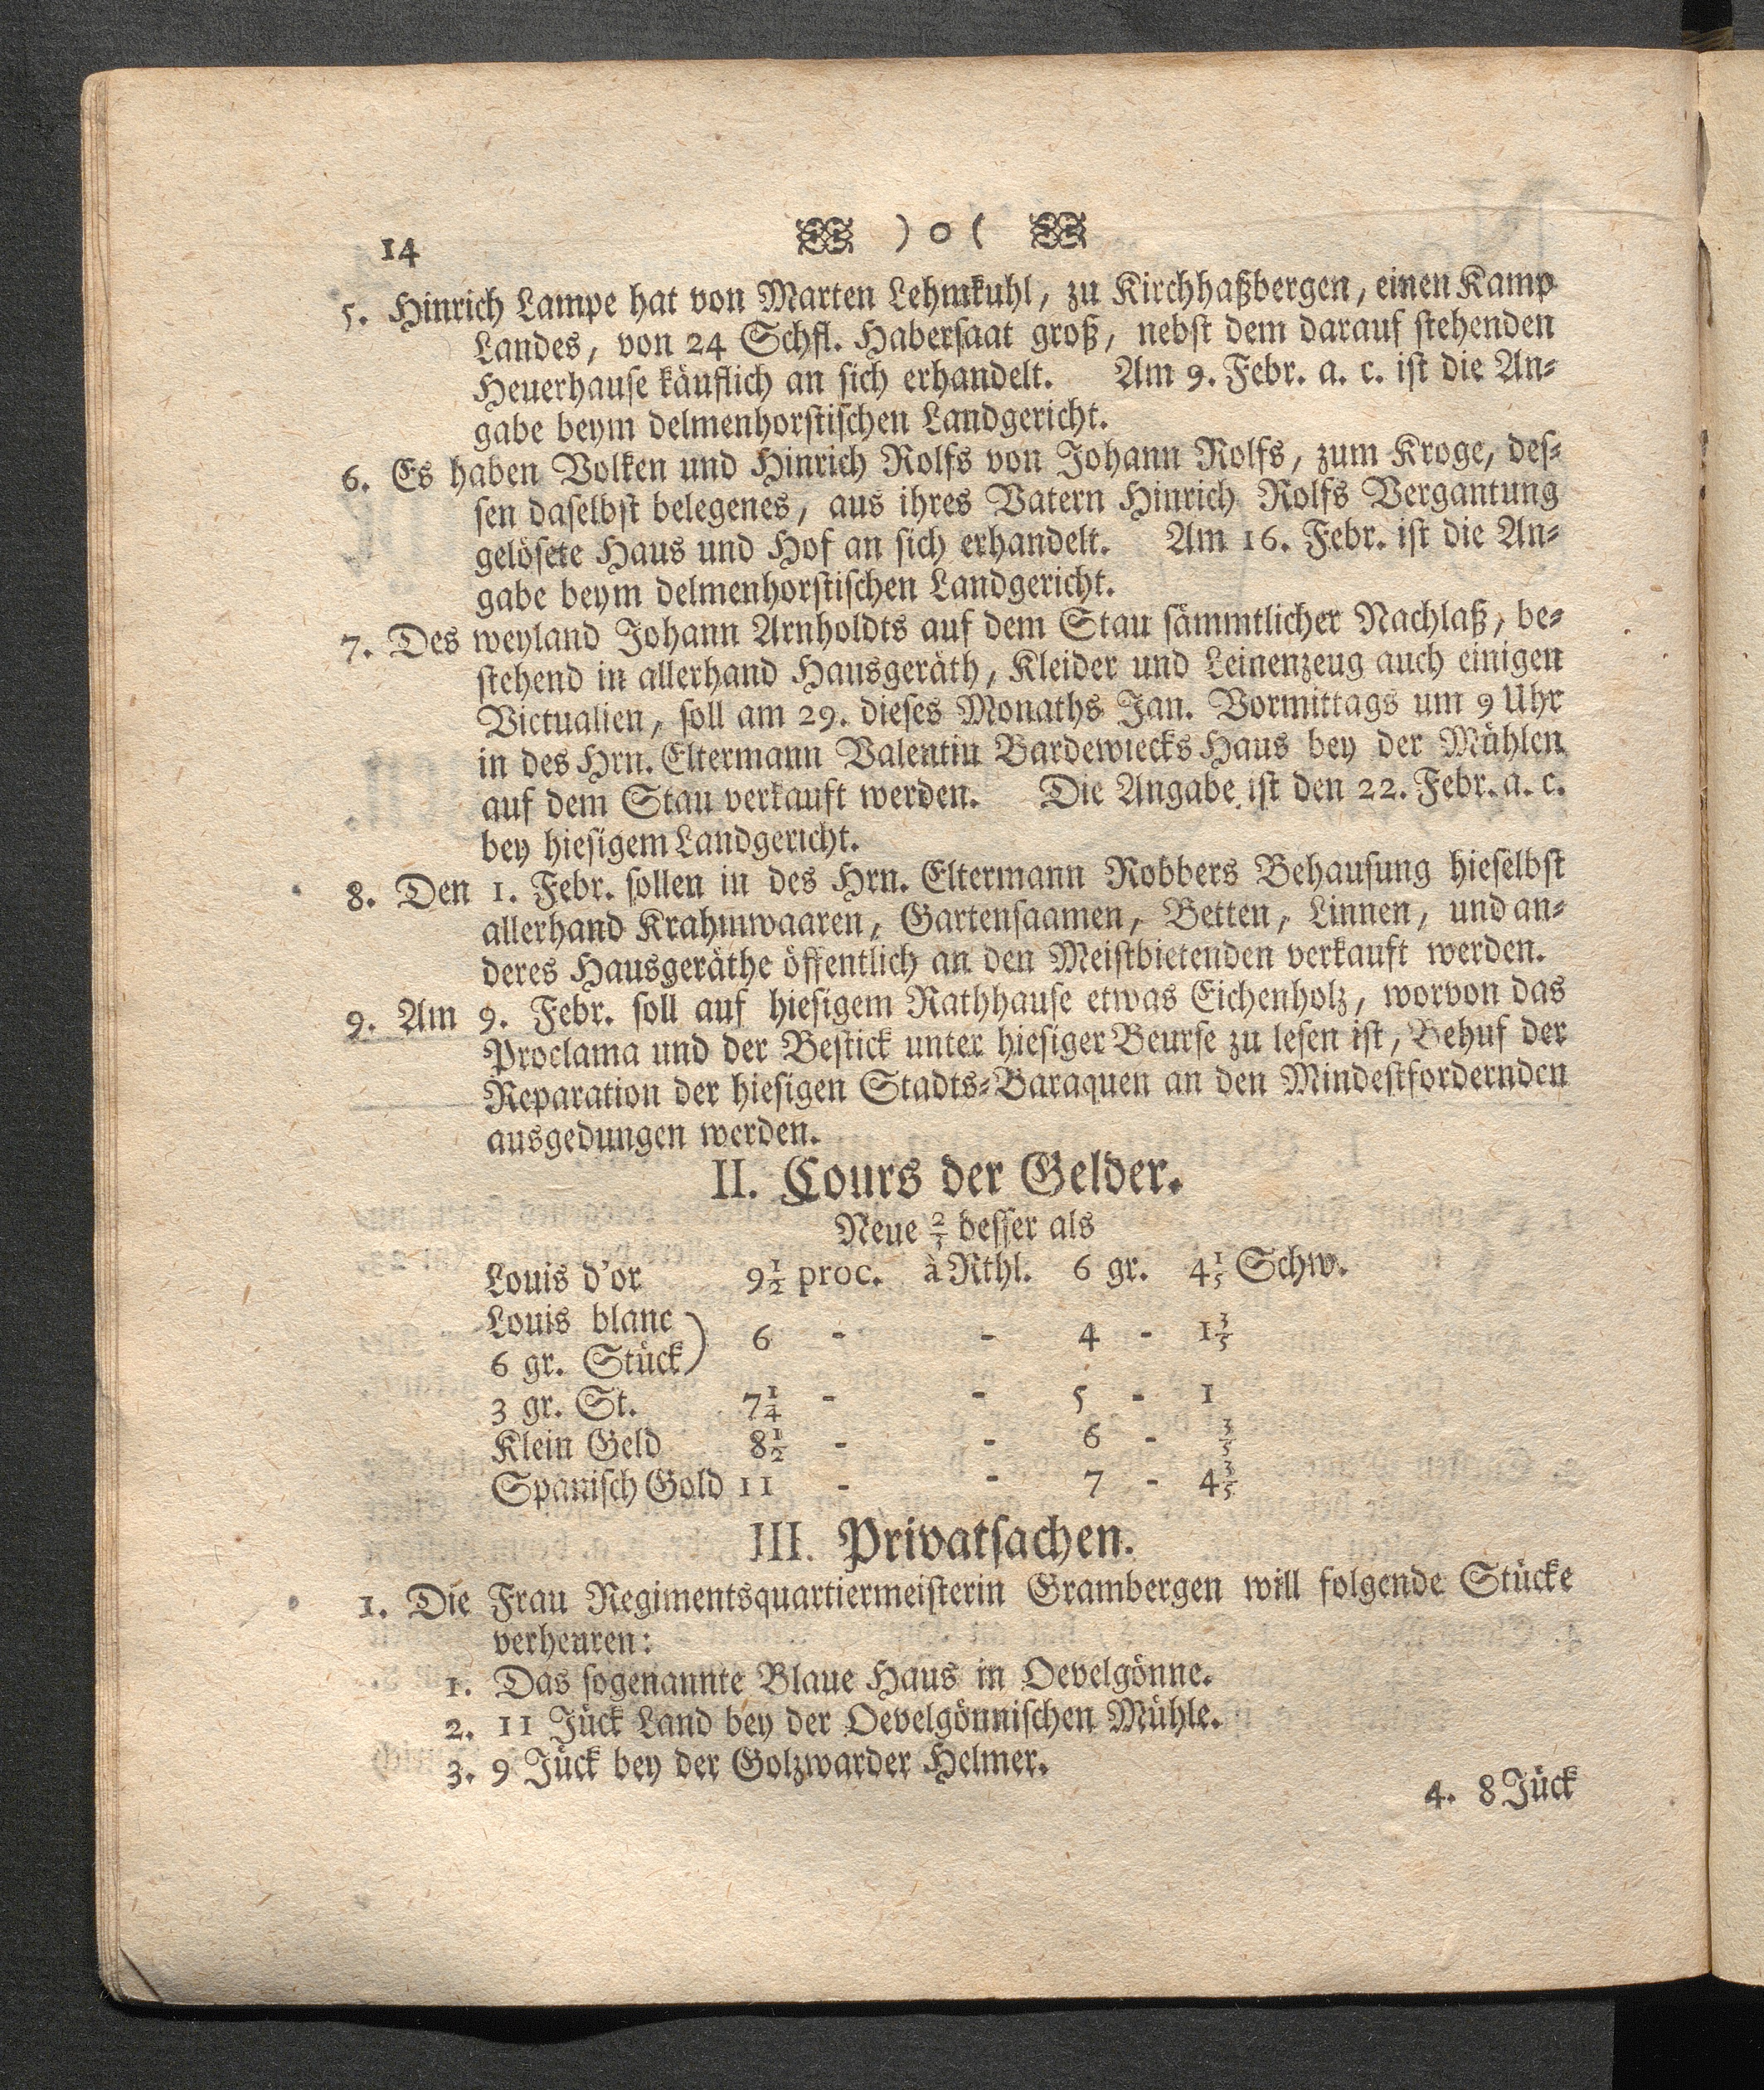 14 ) o (
5. Hinrich Lampe hat von Marten Lehmkuhl, zu Kirchhaßbergen, einen Kamp
Landes, von 24 Schfl. Haberſaat groß, nebſt dem darauf ſtehenden
Heuerhauſe käuflich an ſich erhandelt. Am 9. Febr. a. c. iſt die An⸗
gabe beym delmenhorſtiſchen Landgericht.
6. Es haben Volken und Hinrich Rolfs von Johann Rolfs, zum Kroge, deſ⸗
ſen daſelbſt belegenes, aus ihres Vatern Hinrich Rolfs Vergantung
gelöſete Haus und Hof an ſich erhandelt. Am 16. Febr. iſt die An⸗
gabe beym delmenhorſtiſchen Landgericht.
7. Des weyland Johann Arnholdts auf dem Stau ſämmtlicher Nachlaß, be⸗
ſtehend in allerhand Hausgeräth, Kleider und Leinenzeug auch einigen
Victualien, ſoll am 29. dieſes Monaths Jan. Vormittags um 9 Uhr
in des Hrn. Eltermann Valentin Bardewiecks Haus bey der Mühlen
auf dem Stau verkauft werden. Die Angabe iſt den 22. Febr. a. c.
bey hieſigem Landgericht.
8. Den 1. Febr. ſollen in des Hrn. Eltermann Robbers Behauſung hieſelbſt
allerhand Krahmwaaren, Gartenſaamen, Betten, Linnen, und an⸗
deres Hausgeräthe öffentlich an den Meiſtbietenden verkauft werden.
9. Am 9. Febr. ſoll auf hieſigem Rathhauſe etwas Eichenholz, worvon das
Proclama und der Beſtick unter hieſiger Beurſe zu leſen iſt, Behuf der
Reparation der hieſigen Stadts⸗Baraquen an den Mindeſtfordernden
ausgedungen werden.
II. Cours der Gelder.
Neue 2/3 beſſer als
Louis d'or 9 1/2 proc. à Rthl. 6 gr. 4 1/5 Schw.
Louis blanc )
6 gr. Stück ) 6 - - 4 - 1 3/5
3 gr. St. 7 1/4 - - 5 - 1
Klein Geld 8 1/2 - - 6 - 3/5
Spaniſch Gold 11 - - 7 - 4 3/5
III. Privatſachen.
1. Die Frau Regimentsquartiermeiſterin Grambergen will folgende Stücke
verheuren:
1. Das ſogenannte Blaue Haus in Oevelgönne.
2. 11 Jück Land bey der Oevelgönniſchen Mühle.
3. 9 Jück bey der Golzwarder Helmer.
4. 8 Jück